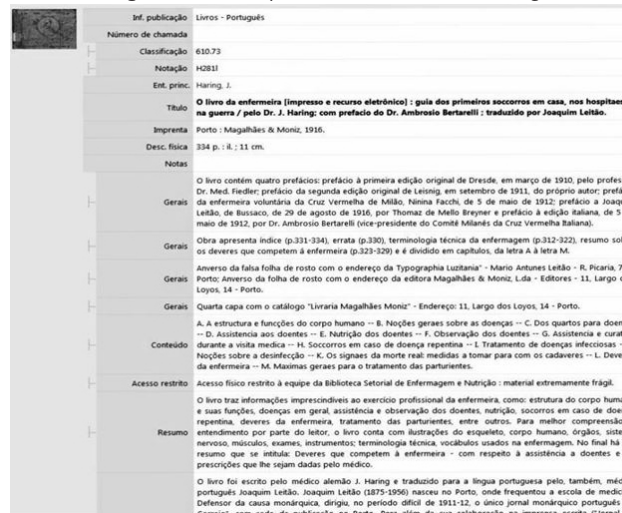 Inf. publicação Livros - Português
Número de chamada
Classificação 610.73
Notação H281l
Ent. princ. Haring, J.
O livro da enfermeira [impresso e recurso eletrônico] : guia dos primeiros soccorros em casa, nos hospitaes
Título na guerra / pelo Dr. J. Haring; com prefacio do Dr. Ambrosio Bertarelli ; traduzido por Joaquim Leitão.
Imprenta Porto : Magalhães & Moniz, 1916.
Desc. física 334 p. : il. ; 11 cm.
Notas
O livro contém quatro prefácios: prefácio à primeira edição original de Dresde, em março de 1910, pelo profes
Dr. Med. Fiedler; prefácio da segunda edição original de Leisnig, em setembro de 1911, do próprio autor; prefá
Gerais da enfermeira voluntária da Cruz Vermelha de Milão, Ninina Facchi, de 5 de maio de 1912; prefácio a Joaqu
Leitão, de Bussaco, de 29 de agosto de 1916, por Thomaz de Mello Breyner e prefácio à edição italiana, de 5
maio de 1912, por Dr. Ambrosio Bertarelli (vice-presidente do Comité Milanês da Cruz Vermelha Italiana).
Gerais Obra apresenta índice (p.331-334), errata (p.330), terminologia técnica da enfermagem (p.312-322), resumo sol
os deveres que competem à enfermeira (p.323-329) e é dividido em capítulos, da letra A à letra M.
Anverso da falsa folha de rosto com o endereço da Typographia Luzitania" - Mario Antunes Leitão - R. Picaria, 7
Gerais Porto; Anverso da folha de rosto com o endereço da editora Magalhães & Moniz, L.da - Editores - 11, Largo d
Loyos, 14 - Porto.
Gerais Quarta capa com o catálogo "Livraria Magalhães Moniz" - Endereço: 11, Largo dos Loyos, 14 - Porto.
A. A estructura e funcções do corpo humano -- B. Noções geraes sobre as doenças -- C. Dos quartos para doen
-- D. Assistencia aos doentes -- E. Nutrição dos doentes -- F. Observação dos doentes -- G. Assistencia e curat
Conteúdo durante a visita medica -- H. Soccorros em caso de doença repentina -- I. Tratamento de doenças infecciosas -
Noções sobre a desinfecção -- K. Os signaes da morte real: medidas a tomar para com os cadaveres -- L. Deve
da enfermeira -- M. Maximas geraes para o tratamento das parturientes.
Acesso restrito Acesso físico restrito à equipe da Biblioteca Setorial de Enfermagem e Nutrição : material extremamente frágil.
O livro traz informações imprescindíveis ao exercício profissional da enfermeira, como: estrutura do corpo huma
e suas funções, doenças em geral, assistência e observação dos doentes, nutrição, socorros em caso de doe
repentina, deveres da enfermeira, tratamento das parturientes, entre outros. Para melhor compreensão
Resumo entendimento por parte do leitor, o livro conta com ilustrações do esqueleto, corpo humano, órgãos, siste
nervoso, músculos, exames, instrumentos; terminologia técnica, vocábulos usados na enfermagem. No final há
resumo que se intitula: Deveres que competem à enfermeira - com respeito à assistencia a doentes e
prescrições que lhe sejam dadas pelo médico.
O livro foi escrito pelo médico alemão J. Haring e traduzido para a língua portuguesa pelo, também, méd
português Joaquim Leitão. Joaquim Leitão (1875-1956) nasceu no Porto, onde frequentou a escola de medic
Defensor da causa monárquica, dirigiu, no período difícil de 1911-12, o único jornal monárquico português